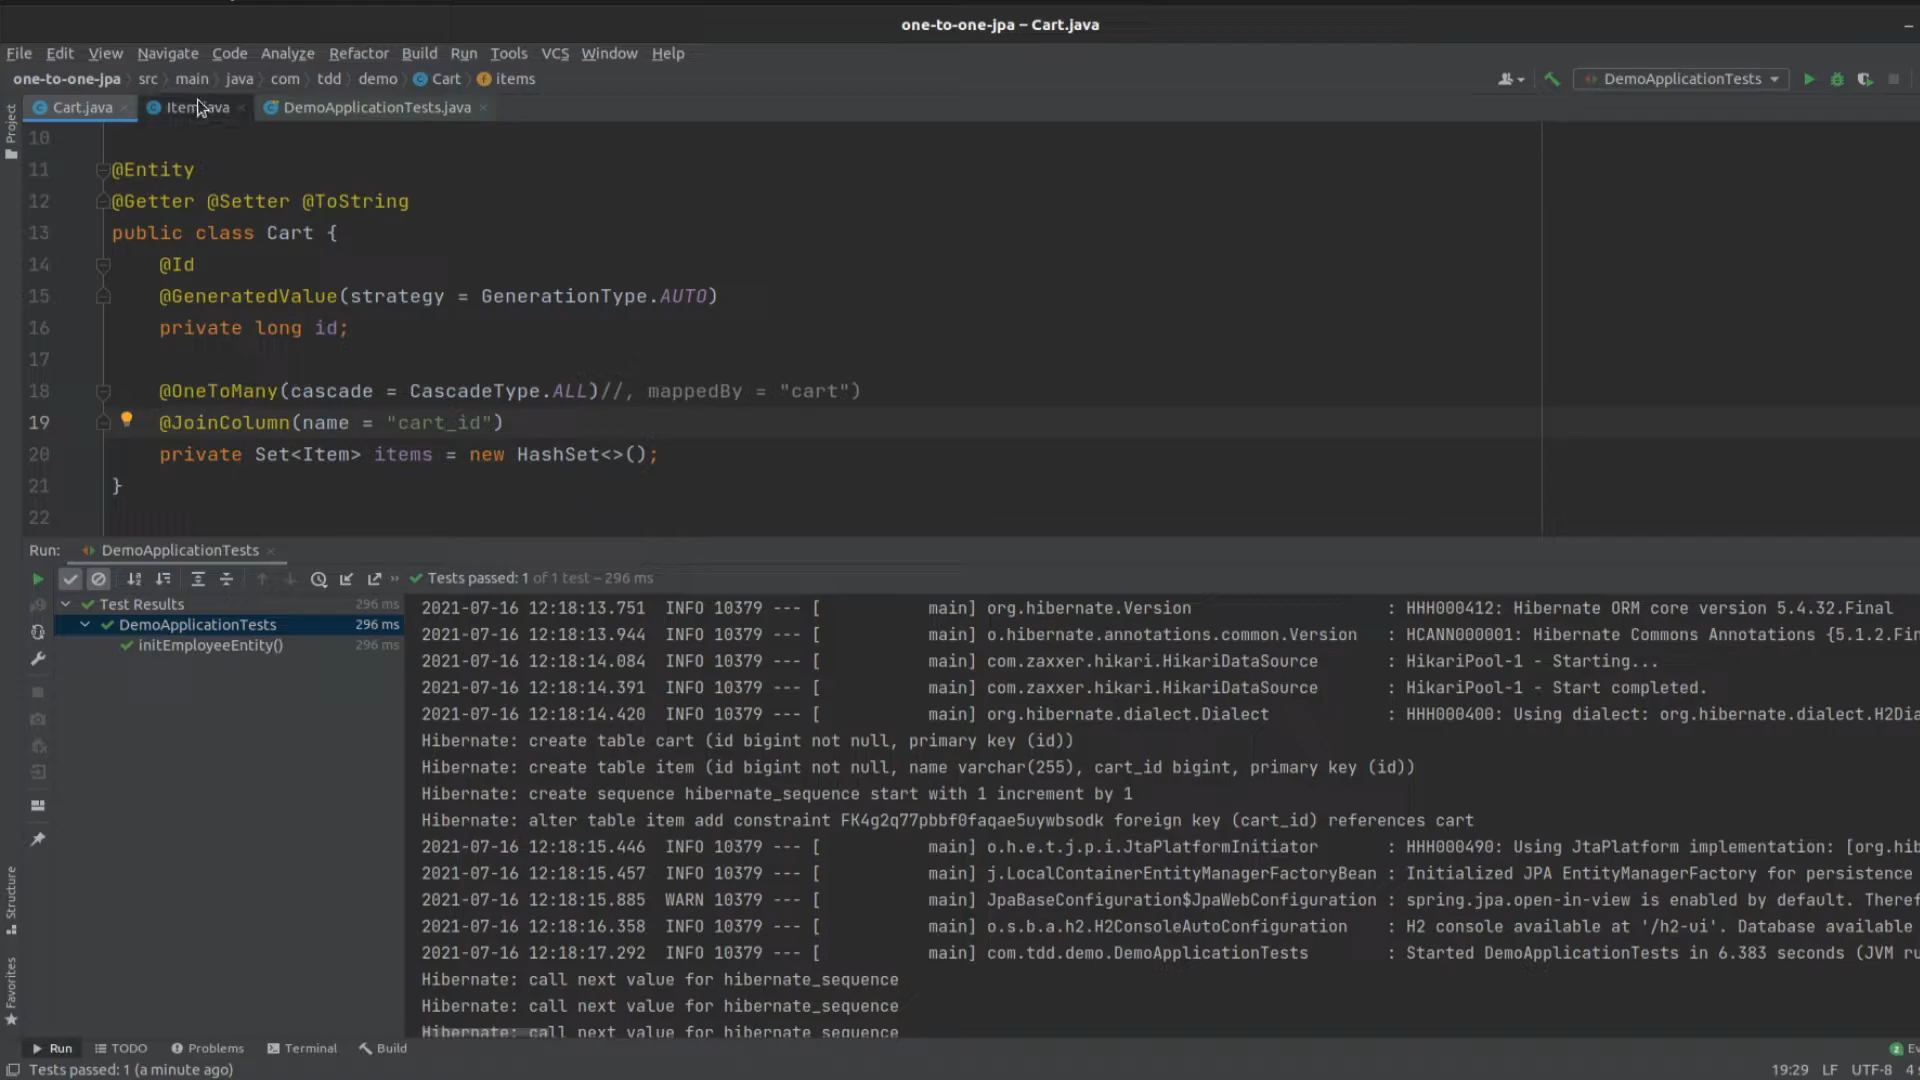 one-to-one-jpa – Cart.java
File Edit View Navigate Code Analyze Refactor Build Run Tools VCS Window Help
one-to-one-jpa src main java com tdd demo Cart items
DemoApplicationTests
Cart.java Item.java DemoApplicationTests.java
Project
10
11 @Entity
12 @Getter @Setter @ToString
13 public class Cart {
14 @Id
15 @GeneratedValue(strategy = GenerationType.AUTO)
16 private long id;
17
18 @OneToMany(cascade = CascadeType.ALL)//, mappedBy = "cart")
19 @JoinColumn(name = "cart_id")
20 private Set<Item> items = new HashSet<>();
21 }
22
Run: DemoApplicationTests
Tests passed: 1 of 1 test – 296 ms
Test Results 296 ms
DemoApplicationTests 296 ms
initEmployeeEntity() 296 ms
2021-07-16 12:18:13.751 INFO 10379 --- [ main] org.hibernate.Version : HHH000412: Hibernate ORM core version 5.4.32.Final
2021-07-16 12:18:13.944 INFO 10379 --- [ main] o.hibernate.annotations.common.Version : HCANN000001: Hibernate Commons Annotations {5.1.2.Fin
2021-07-16 12:18:14.084 INFO 10379 --- [ main] com.zaxxer.hikari.HikariDataSource : HikariPool-1 - Starting...
2021-07-16 12:18:14.391 INFO 10379 --- [ main] com.zaxxer.hikari.HikariDataSource : HikariPool-1 - Start completed.
2021-07-16 12:18:14.420 INFO 10379 --- [ main] org.hibernate.dialect.Dialect : HHH000400: Using dialect: org.hibernate.dialect.H2Dia
Hibernate: create table cart (id bigint not null, primary key (id))
Hibernate: create table item (id bigint not null, name varchar(255), cart_id bigint, primary key (id))
Hibernate: create sequence hibernate_sequence start with 1 increment by 1
Hibernate: alter table item add constraint FK4g2q77pbbf0faqae5uywbsodk foreign key (cart_id) references cart
2021-07-16 12:18:15.446 INFO 10379 --- [ main] o.h.e.t.j.p.i.JtaPlatformInitiator : HHH000490: Using JtaPlatform implementation: [org.hib
2021-07-16 12:18:15.457 INFO 10379 --- [ main] j.LocalContainerEntityManagerFactoryBean : Initialized JPA EntityManagerFactory for persistence
2021-07-16 12:18:15.885 WARN 10379 --- [ main] JpaBaseConfiguration$JpaWebConfiguration : spring.jpa.open-in-view is enabled by default. Theref
2021-07-16 12:18:16.358 INFO 10379 --- [ main] o.s.b.a.h2.H2ConsoleAutoConfiguration : H2 console available at '/h2-ui'. Database available
2021-07-16 12:18:17.292 INFO 10379 --- [ main] com.tdd.demo.DemoApplicationTests : Started DemoApplicationTests in 6.383 seconds (JVM ru
Hibernate: call next value for hibernate_sequence
Hibernate: call next value for hibernate_sequence
Hibernate: call next value for hibernate_sequence
Structure
Favorites
Run TODO Problems Terminal Build 2 Ev
Tests passed: 1 (a minute ago) 19:29 LF UTF-8 4 s